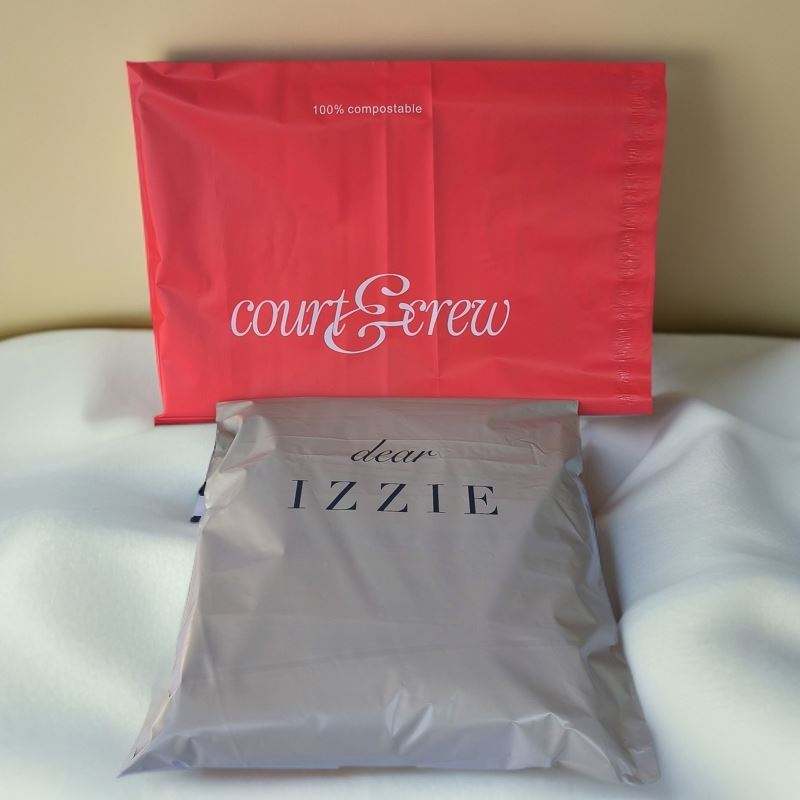 100% compostable
court&crew
dear
IZZIE